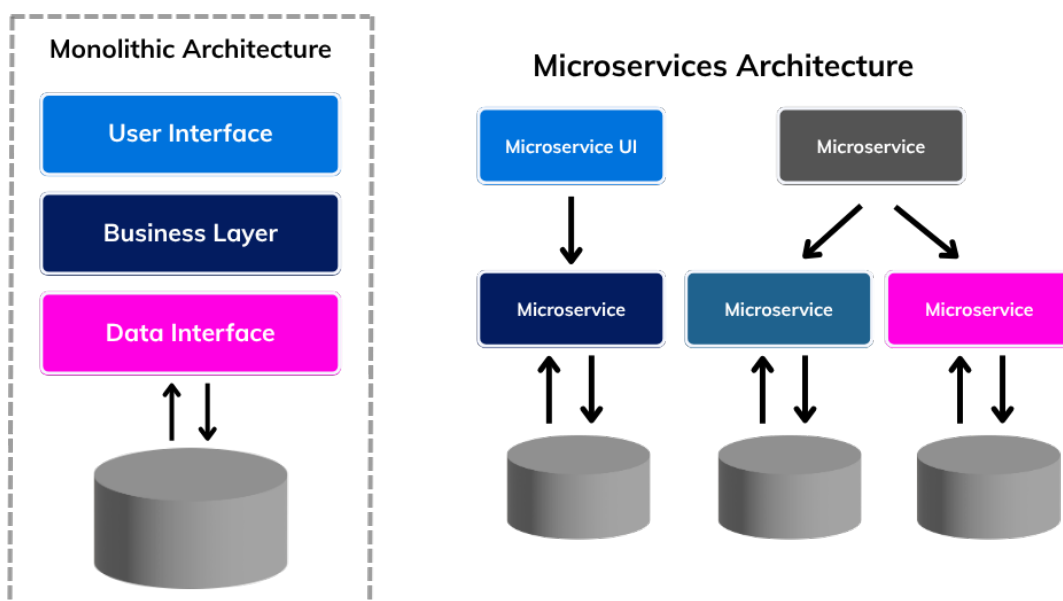 Monolithic Architecture
User Interface
Business Layer
Data Interface
Microservices Architecture
Microservice UI
Microservice
Microservice
Microservice
Microservice